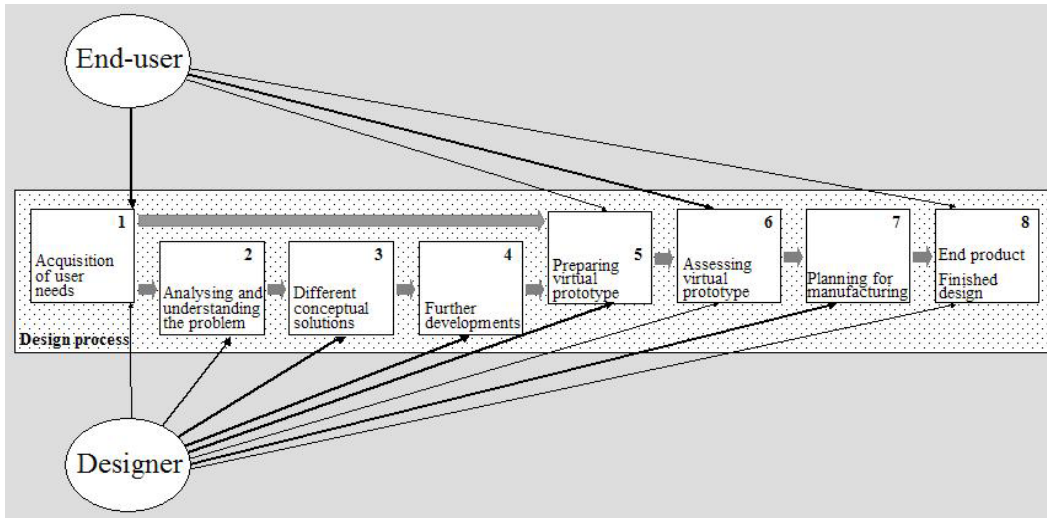 End-user
1
Acquisition
of user
needs
2
Analysing and
understanding
the problem
3
Different
conceptual
solutions
4
Further
developments
Preparing
5
virtual
prototype
6
Assessing
virtual
prototype
7
Planning for
manufacturing
8
End product
Finished
design
Design process
Designer